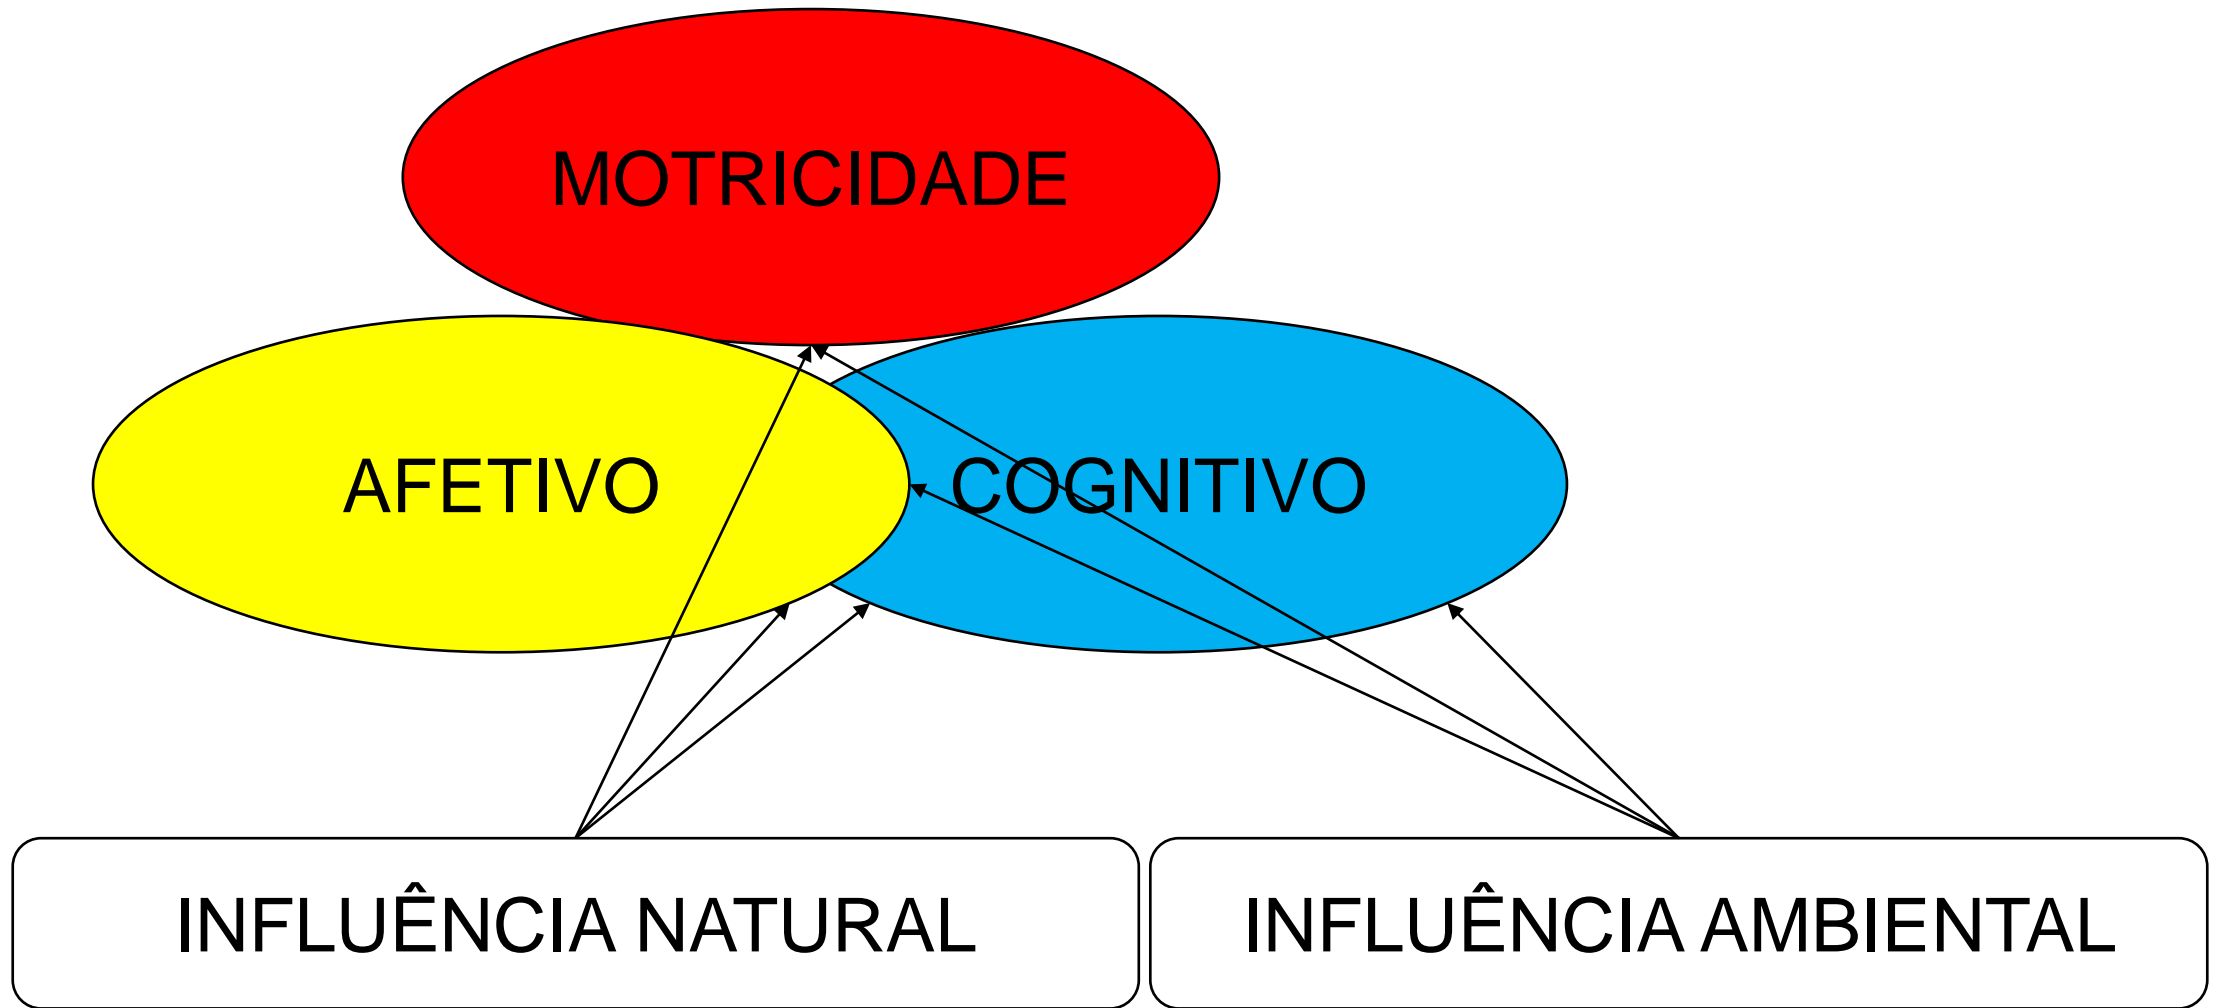 MOTRICIDADE
AFETIVO
COGNITIVO
INFLUÊNCIA NATURAL
INFLUÊNCIA AMBIENTAL